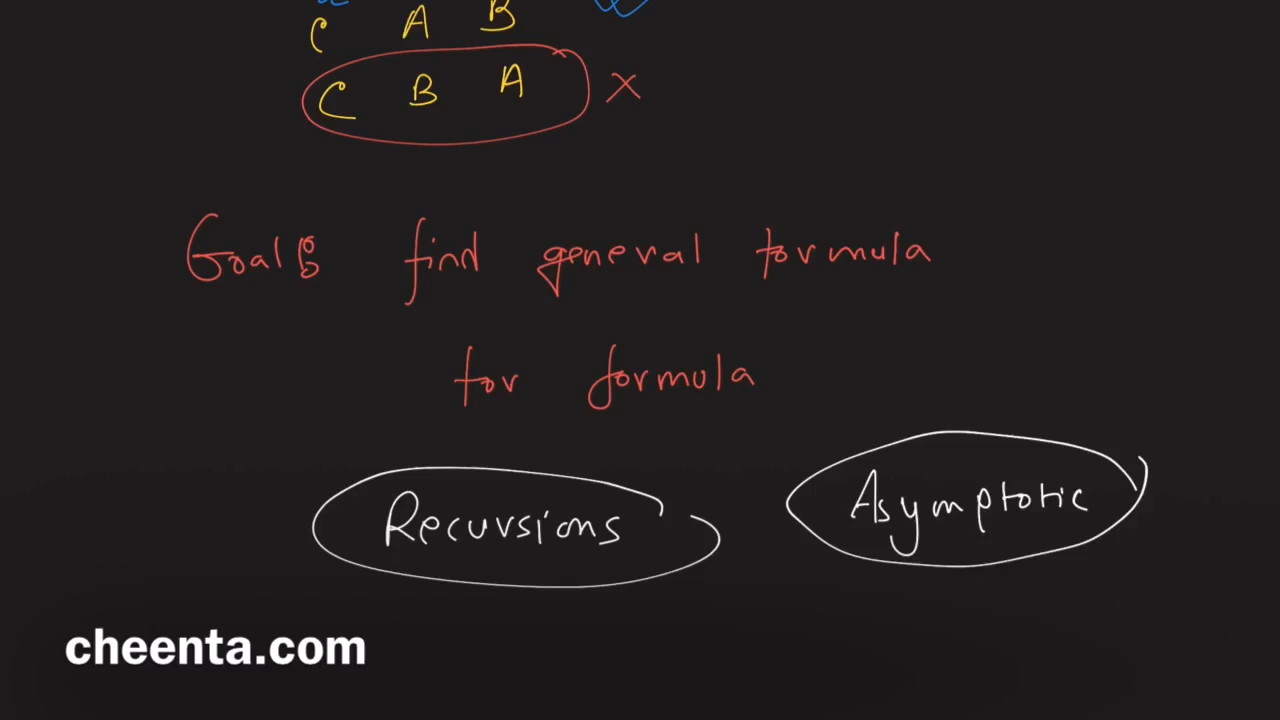 C A B
C B A X
Goal: find general formula
for formula
Recursions Asymptotic
cheenta.com